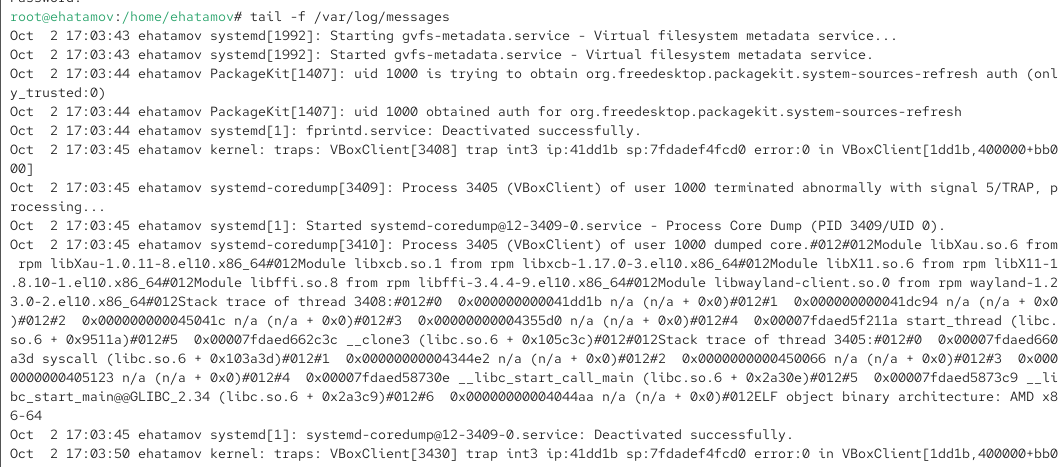 root@ehatamov:/home/ehatamov# tail -f /var/log/messages
Oct  2 17:03:43 ehatamov systemd[1992]: Starting gvfs-metadata.service - Virtual filesystem metadata service...
Oct  2 17:03:43 ehatamov systemd[1992]: Started gvfs-metadata.service - Virtual filesystem metadata service.
Oct  2 17:03:44 ehatamov PackageKit[1407]: uid 1000 is trying to obtain org.freedesktop.packagekit.system-sources-refresh auth (onl
y_trusted:0)
Oct  2 17:03:44 ehatamov PackageKit[1407]: uid 1000 obtained auth for org.freedesktop.packagekit.system-sources-refresh
Oct  2 17:03:44 ehatamov systemd[1]: fprintd.service: Deactivated successfully.
Oct  2 17:03:45 ehatamov kernel: traps: VBoxClient[3408] trap int3 ip:41dd1b sp:7fdadef4fcd0 error:0 in VBoxClient[1dd1b,400000+bb0
00]
Oct  2 17:03:45 ehatamov systemd-coredump[3409]: Process 3405 (VBoxClient) of user 1000 terminated abnormally with signal 5/TRAP, p
rocessing...
Oct  2 17:03:45 ehatamov systemd[1]: Started systemd-coredump@12-3409-0.service - Process Core Dump (PID 3409/UID 0).
Oct  2 17:03:45 ehatamov systemd-coredump[3410]: Process 3405 (VBoxClient) of user 1000 dumped core.#012#012Module libXau.so.6 from
 rpm libXau-1.0.11-8.el10.x86_64#012Module libxcb.so.1 from rpm libxcb-1.17.0-3.el10.x86_64#012Module libX11.so.6 from rpm libX11-1
.8.10-1.el10.x86_64#012Module libffi.so.8 from rpm libffi-3.4.4-9.el10.x86_64#012Module libwayland-client.so.0 from rpm wayland-1.2
3.0-2.el10.x86_64#012Stack trace of thread 3408:#012#0  0x000000000041dd1b n/a (n/a + 0x0)#012#1  0x000000000041dc94 n/a (n/a + 0x0
)#012#2  0x000000000045041c n/a (n/a + 0x0)#012#3  0x00000000004355d0 n/a (n/a + 0x0)#012#4  0x00007fdaed5f211a start_thread (libc.
so.6 + 0x9511a)#012#5  0x00007fdaed662c3c __clone3 (libc.so.6 + 0x105c3c)#012#012Stack trace of thread 3405:#012#0  0x00007fdaed660
a3d syscall (libc.so.6 + 0x103a3d)#012#1  0x00000000004344e2 n/a (n/a + 0x0)#012#2  0x0000000000450066 n/a (n/a + 0x0)#012#3  0x000
0000000405123 n/a (n/a + 0x0)#012#4  0x00007fdaed58730e __libc_start_call_main (libc.so.6 + 0x2a30e)#012#5  0x00007fdaed5873c9 __li
bc_start_main@@GLIBC_2.34 (libc.so.6 + 0x2a3c9)#012#6  0x00000000004044aa n/a (n/a + 0x0)#012ELF object binary architecture: AMD x8
6-64
Oct  2 17:03:45 ehatamov systemd[1]: systemd-coredump@12-3409-0.service: Deactivated successfully.
Oct  2 17:03:50 ehatamov kernel: traps: VBoxClient[3430] trap int3 ip:41dd1b sp:7fdadef4fcd0 error:0 in VBoxClient[1dd1b,400000+bb0